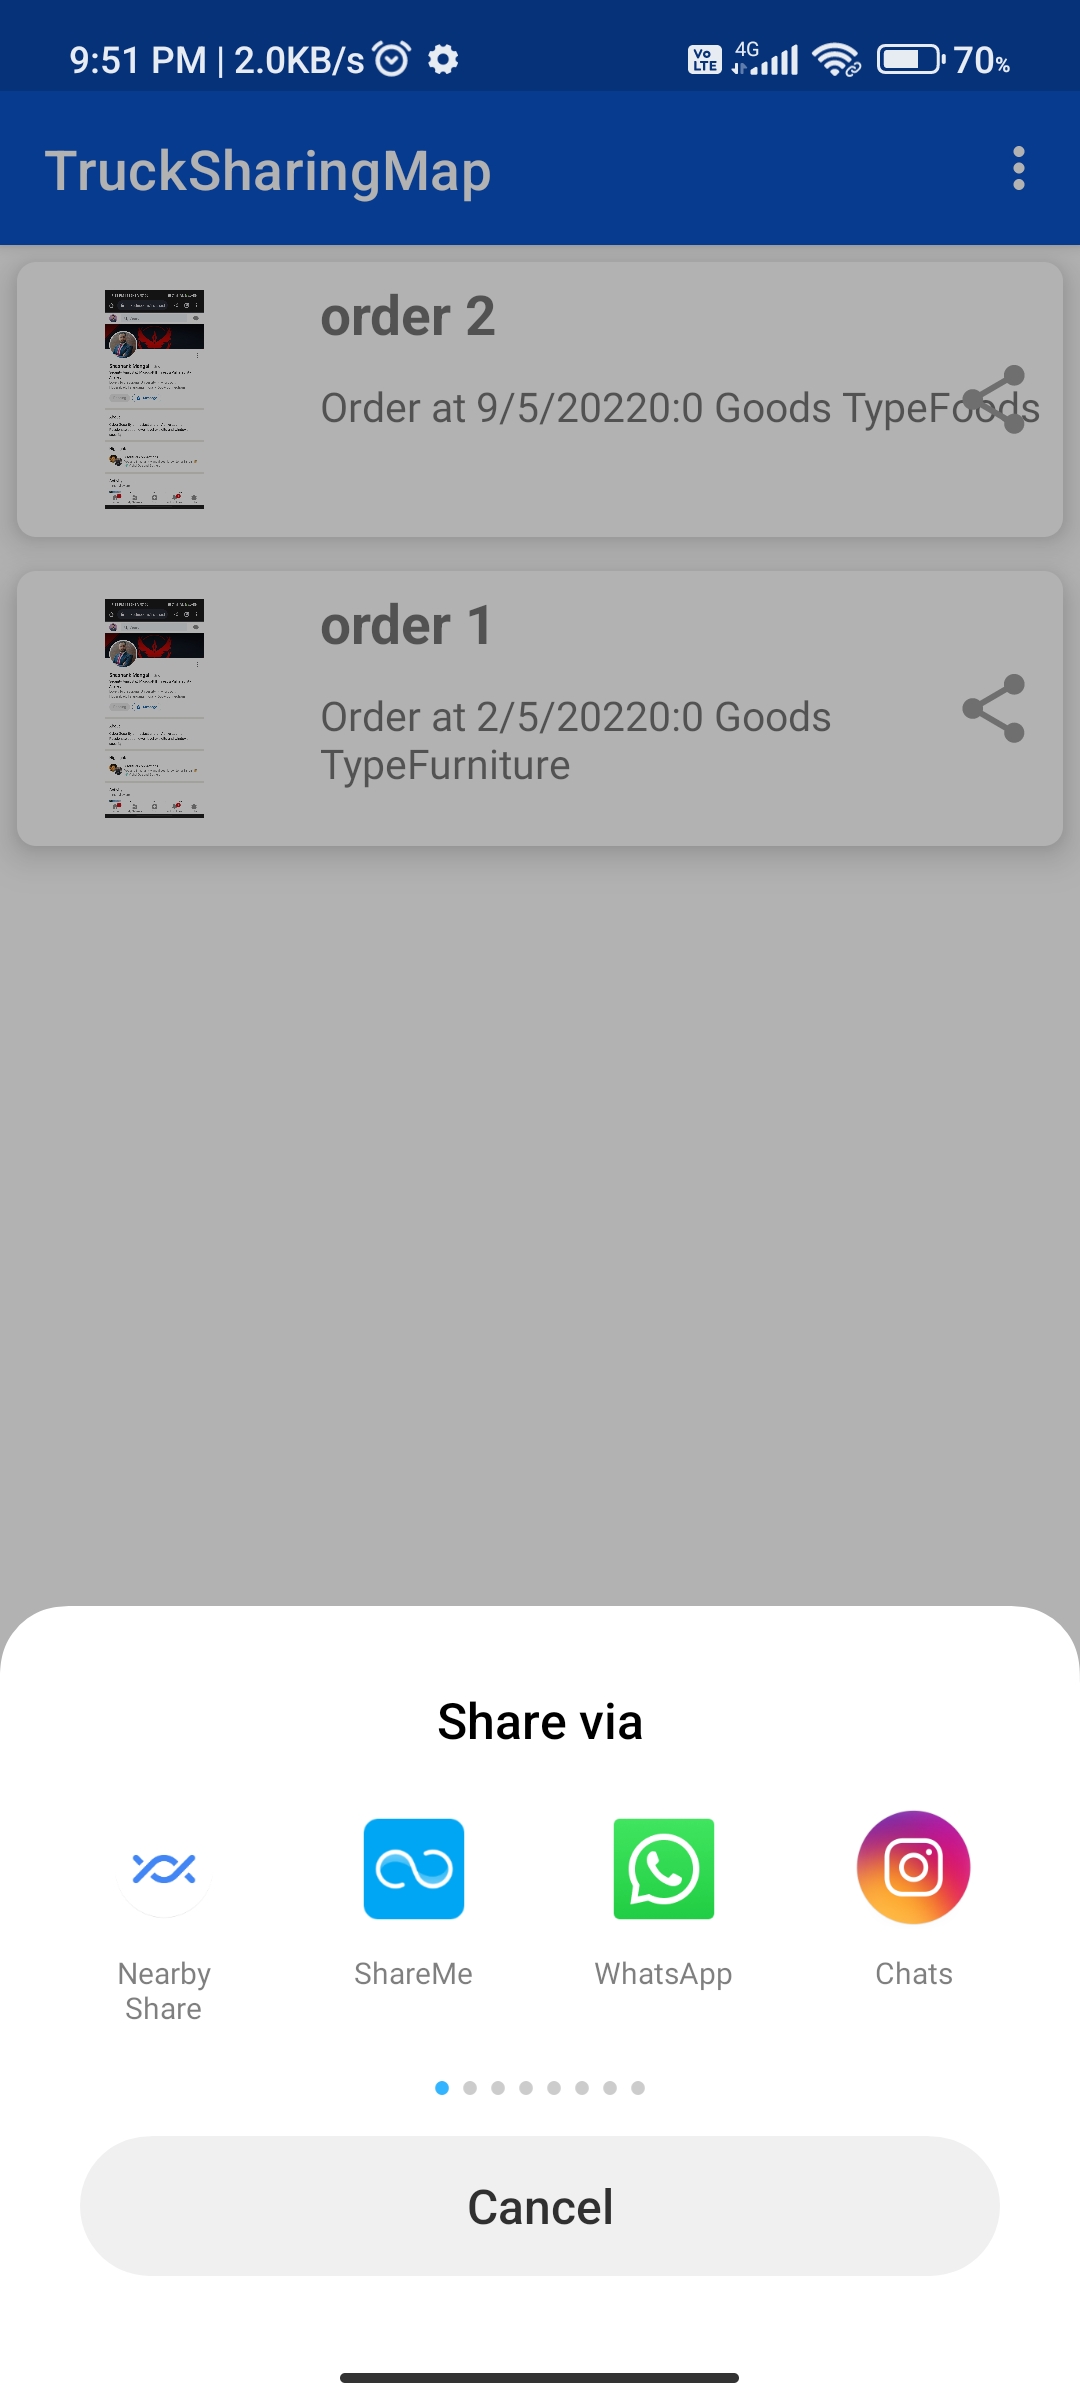 9:51 PM | 2.0KB/s
Vo LTE 4G 70%
TruckSharingMap
order 2
Order at 9/5/20220:0 Goods TypeFoods
order 1
Order at 2/5/20220:0 Goods
TypeFurniture
Share via
Nearby
Share
ShareMe
WhatsApp
Chats
Cancel